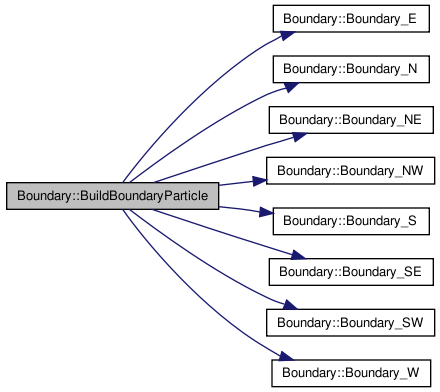 Boundary::Boundary_E
Boundary::Boundary_N
Boundary::Boundary_NE
Boundary::Boundary_NW
Boundary::BuildBoundaryParticle
Boundary::Boundary_S
Boundary::Boundary_SE
Boundary::Boundary_SW
Boundary::Boundary_W